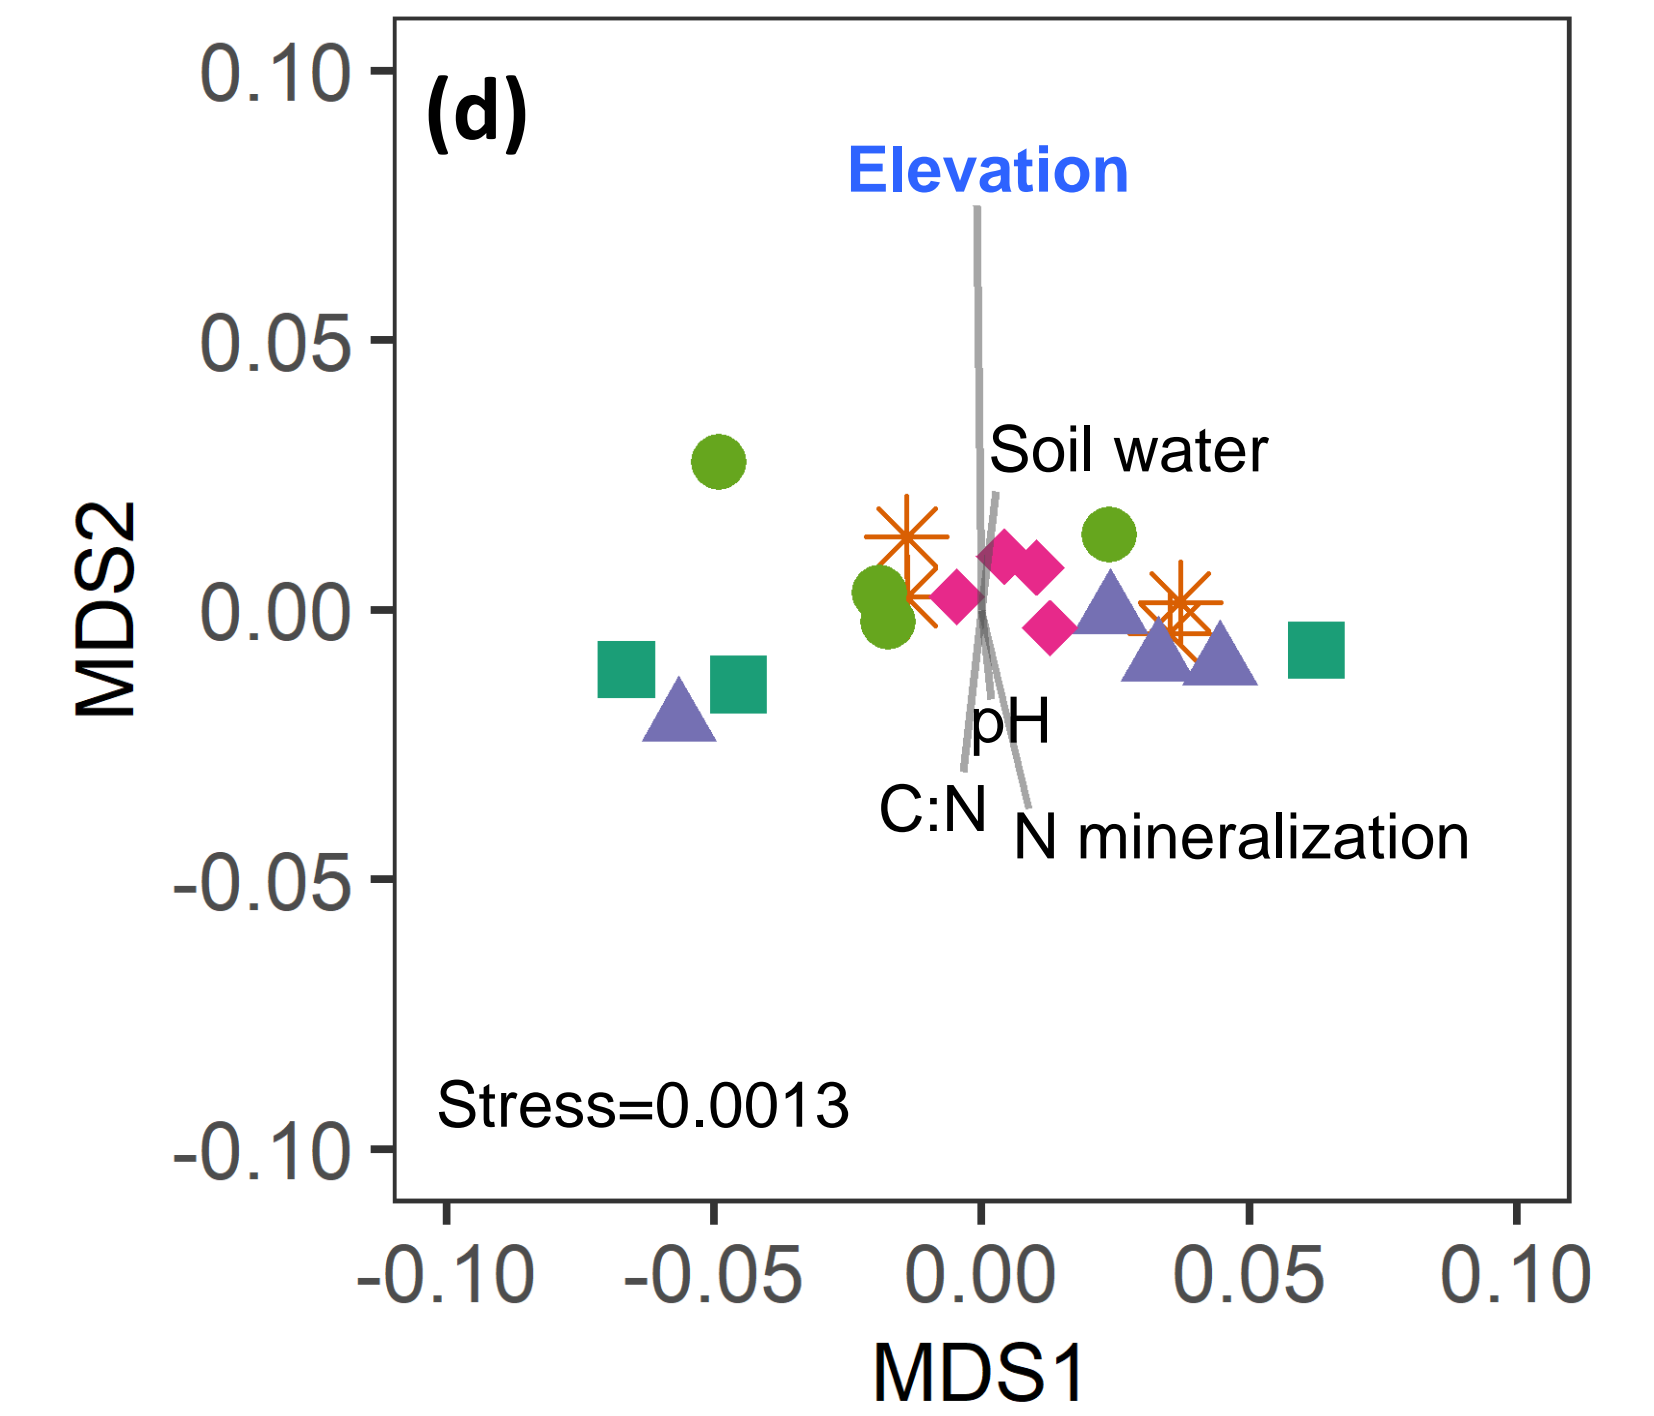 0.10
(d)
Elevation
0.05
Soil water
MDS2
0.00
pH
C:N
N mineralization
-0.05
Stress=0.0013
-0.10
-0.10 -0.05 0.00 0.05 0.10
MDS1